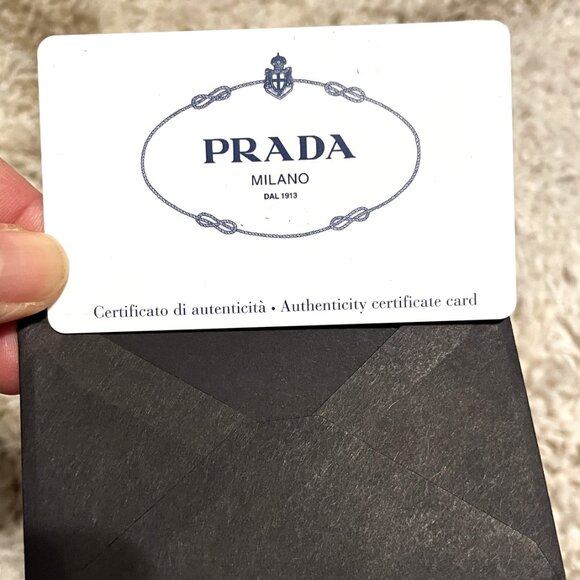 PRADA
MILANO
DAL 1913
Certificato di autenticità • Authenticity certificate card